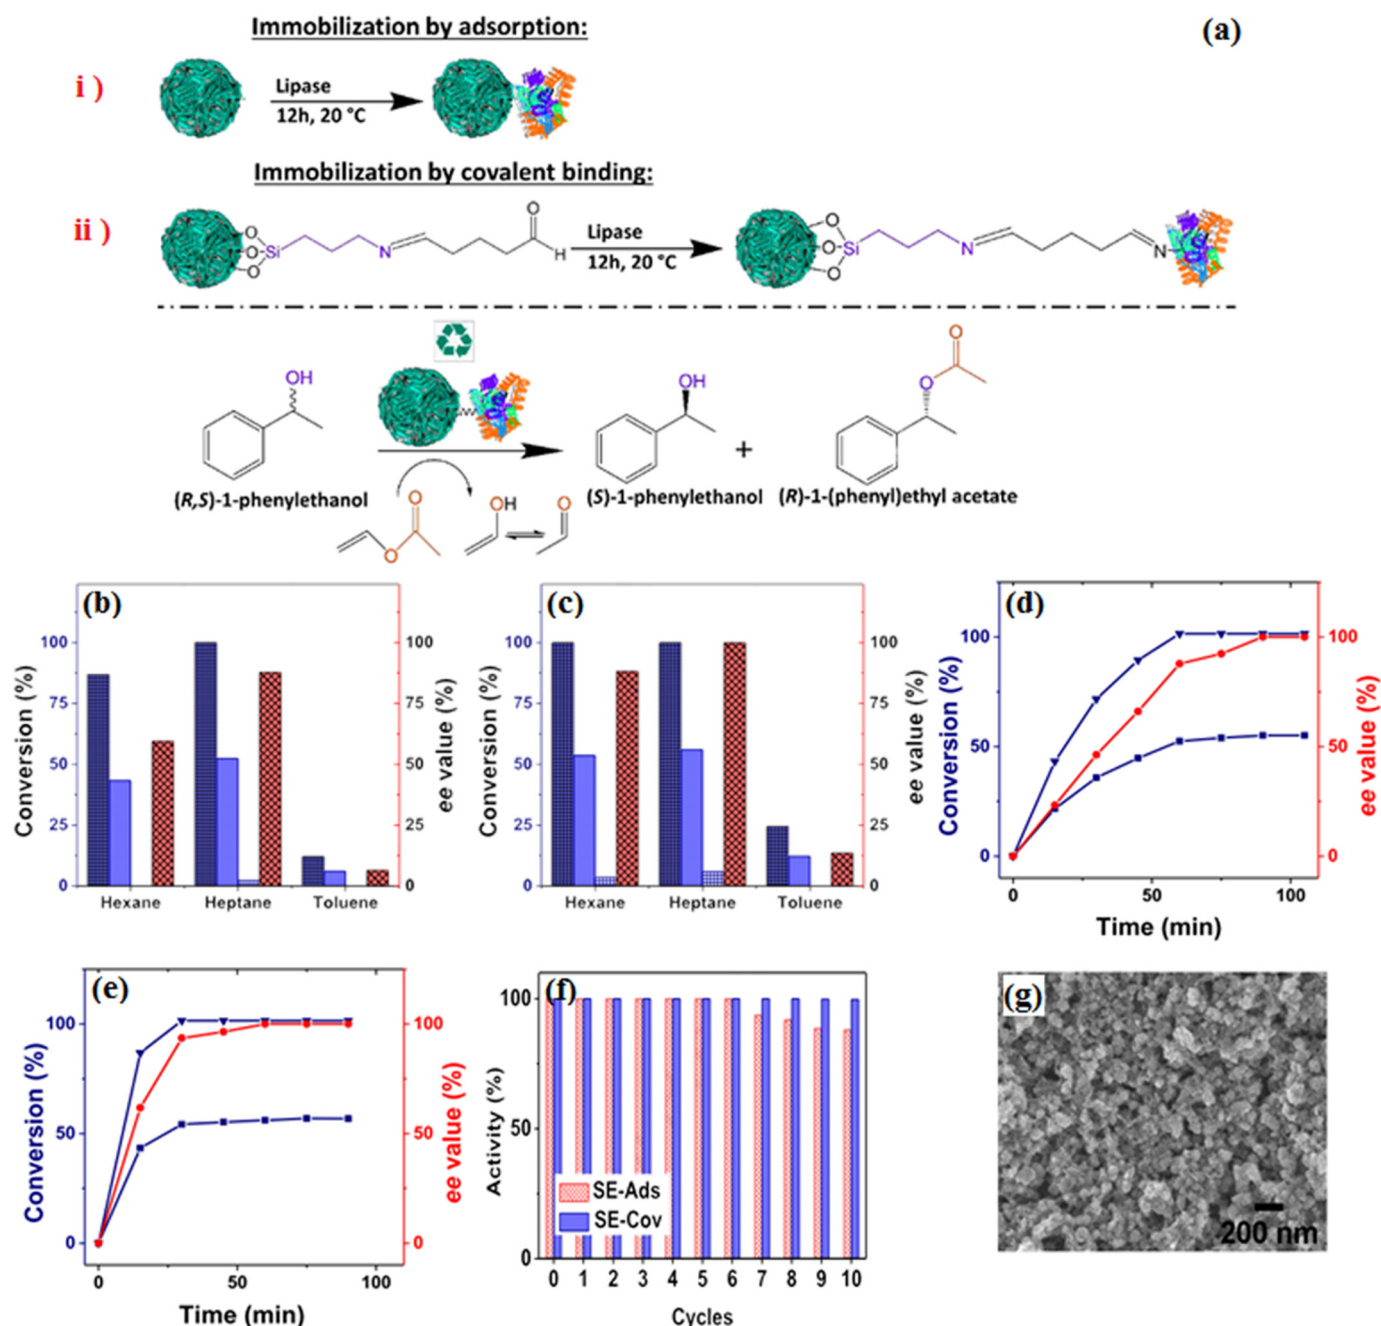 Immobilization by adsorption:
(a)
i )
Lipase
12h, 20 °C
Immobilization by covalent binding:
ii )
O
O
O
O
Si
N
H
Lipase
12h, 20 °C
O
O
O
Si
N
N
OH
OH
O
O
+
(R,S)-1-phenylethanol
(S)-1-phenylethanol
(R)-1-(phenyl)ethyl acetate
O
O
OH
O
(b)
Conversion (%)
100
75
50
25
0
Hexane
Heptane
Toluene
100
75
50
25
0
ee value (%)
(c)
Conversion (%)
100
75
50
25
0
Hexane
Heptane
Toluene
100
75
50
25
0
ee value (%)
(d)
Conversion (%)
100
50
0
0
50
100
Time (min)
100
50
0
ee value (%)
(e)
Conversion (%)
100
50
0
0
50
100
Time (min)
100
50
0
ee value (%)
(f)
Activity (%)
100
50
0
SE-Ads
SE-Cov
0 1 2 3 4 5 6 7 8 9 10
Cycles
(g)
200 nm